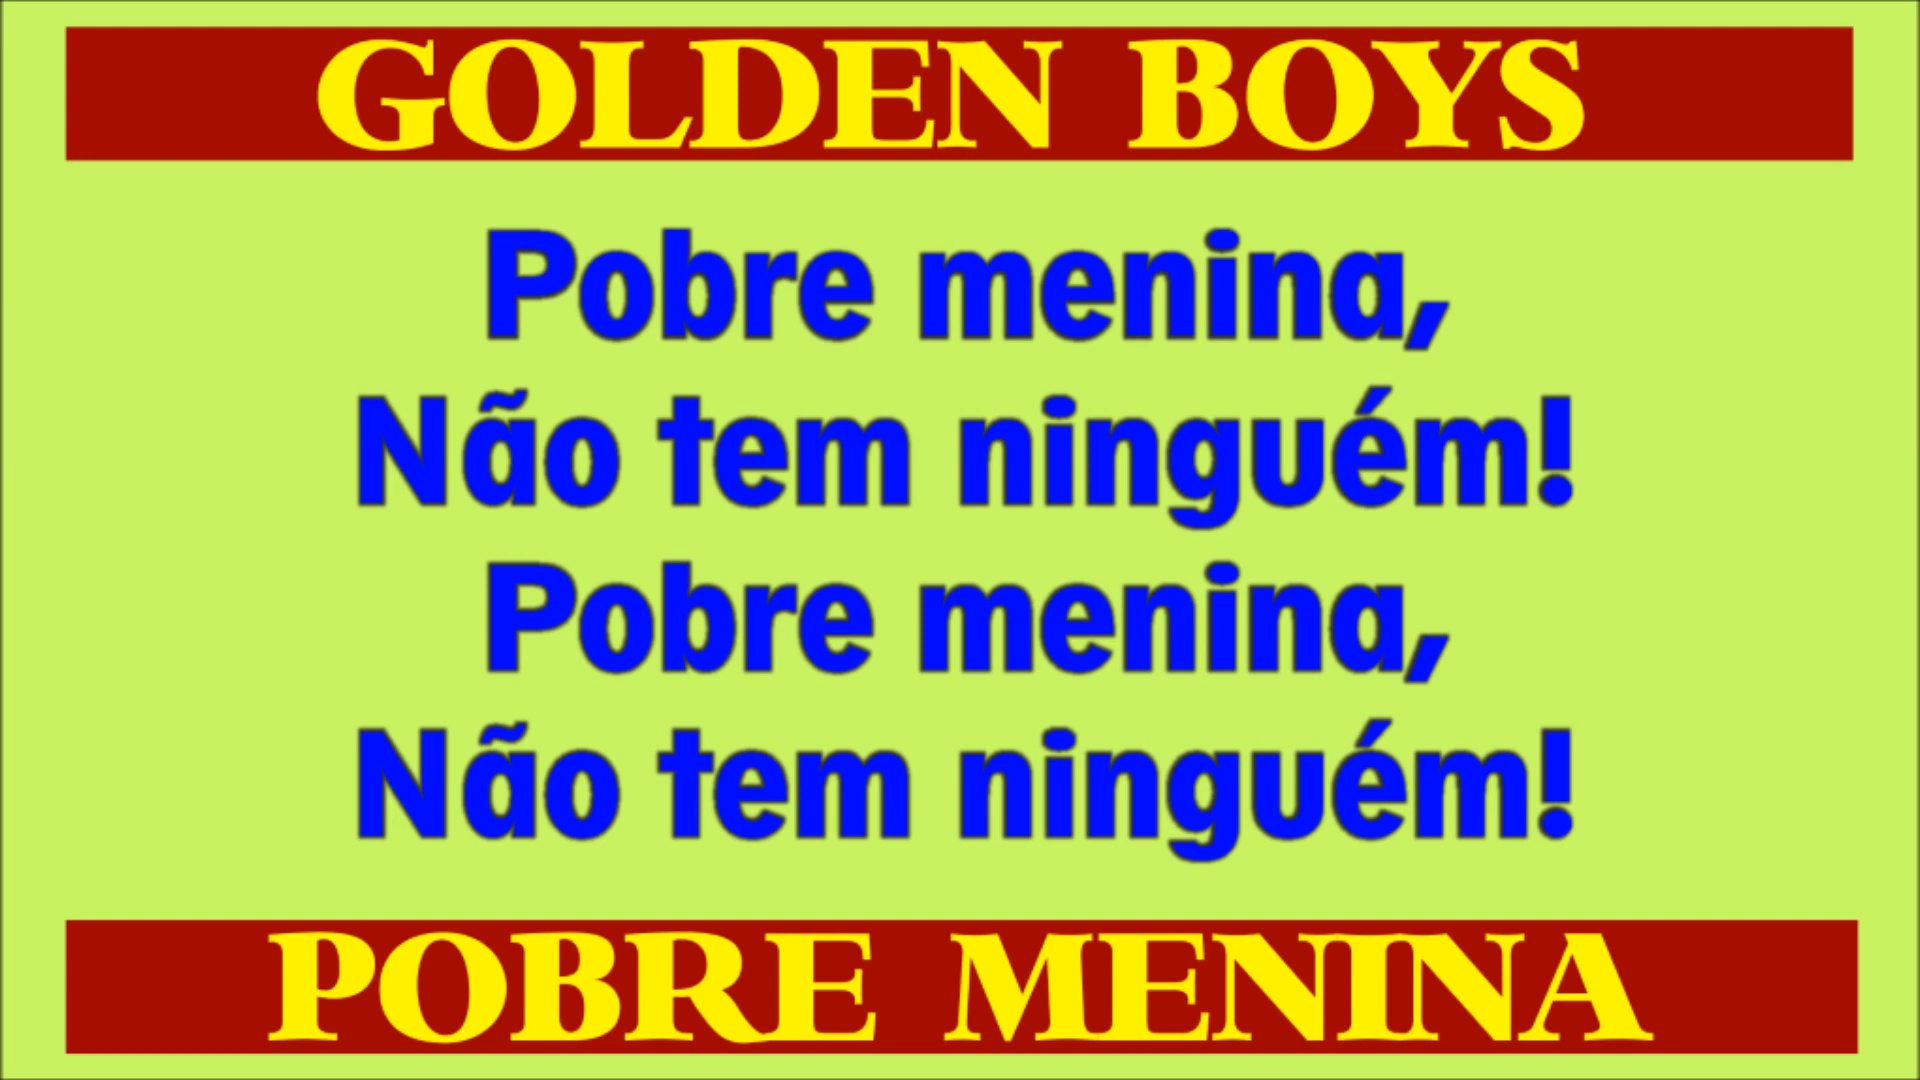 GOLDEN BOYS
Pobre menina,
Não tem ninguém!
Pobre menina,
Não tem ninguém!
POBRE MENINA